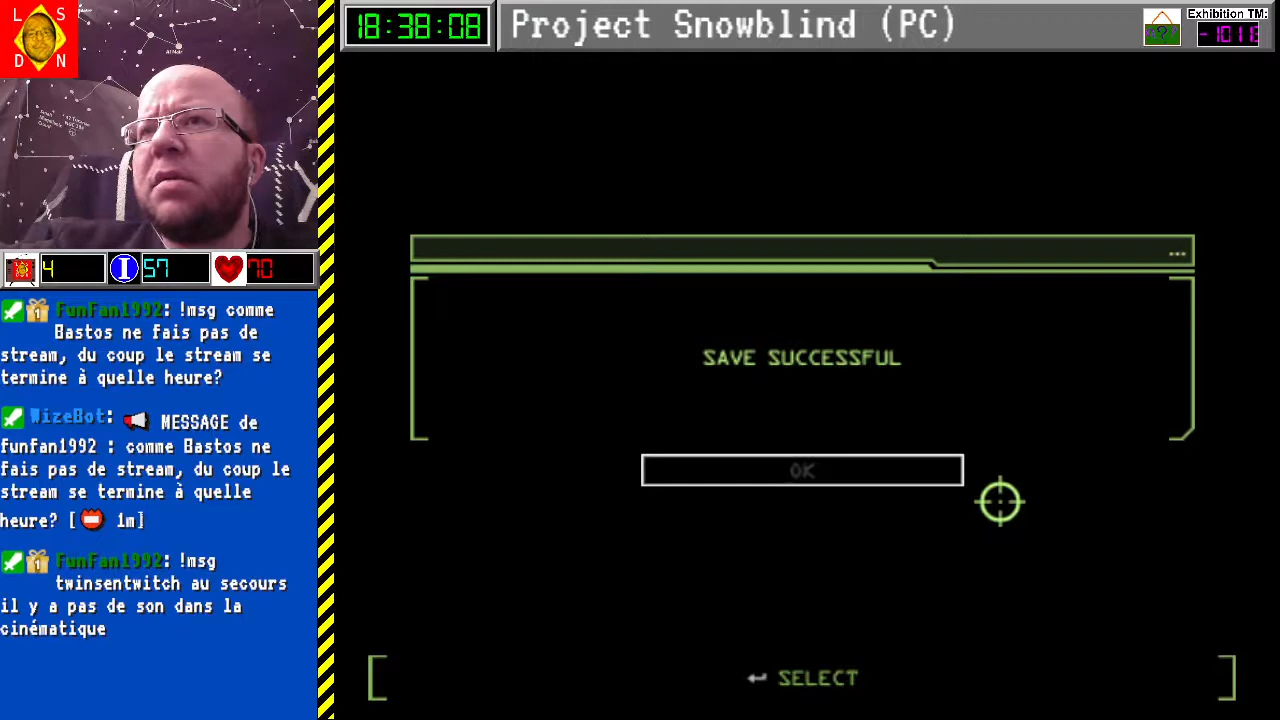 L S
D N
18:38:08
Project Snowblind (PC)
Exhibition TM:
4
57
70
FunFan1992: !msg comme
Bastos ne fais pas de
stream, du coup le stream se
termine à quelle heure?
WizeBot: MESSAGE de
funfan1992 : comme Bastos ne
fais pas de stream, du coup le
stream se termine à quelle
heure? [ 1m]
FunFan1992: !msg
twinsentwitch au secours
il y a pas de son dans la
cinématique
...
SAVE SUCCESSFUL
OK
SELECT